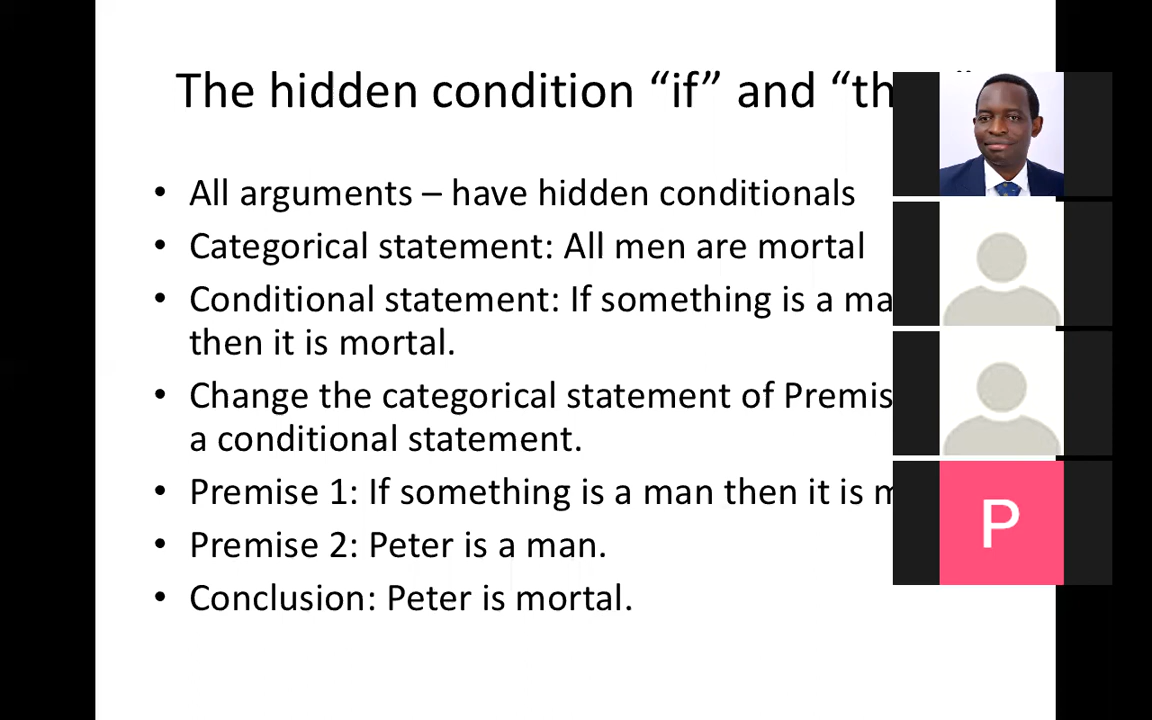 The hidden condition “if” and “th
• All arguments – have hidden conditionals
• Categorical statement: All men are mortal
• Conditional statement: If something is a ma
then it is mortal.
• Change the categorical statement of Premis
a conditional statement.
• Premise 1: If something is a man then it is m
• Premise 2: Peter is a man.
• Conclusion: Peter is mortal.
P